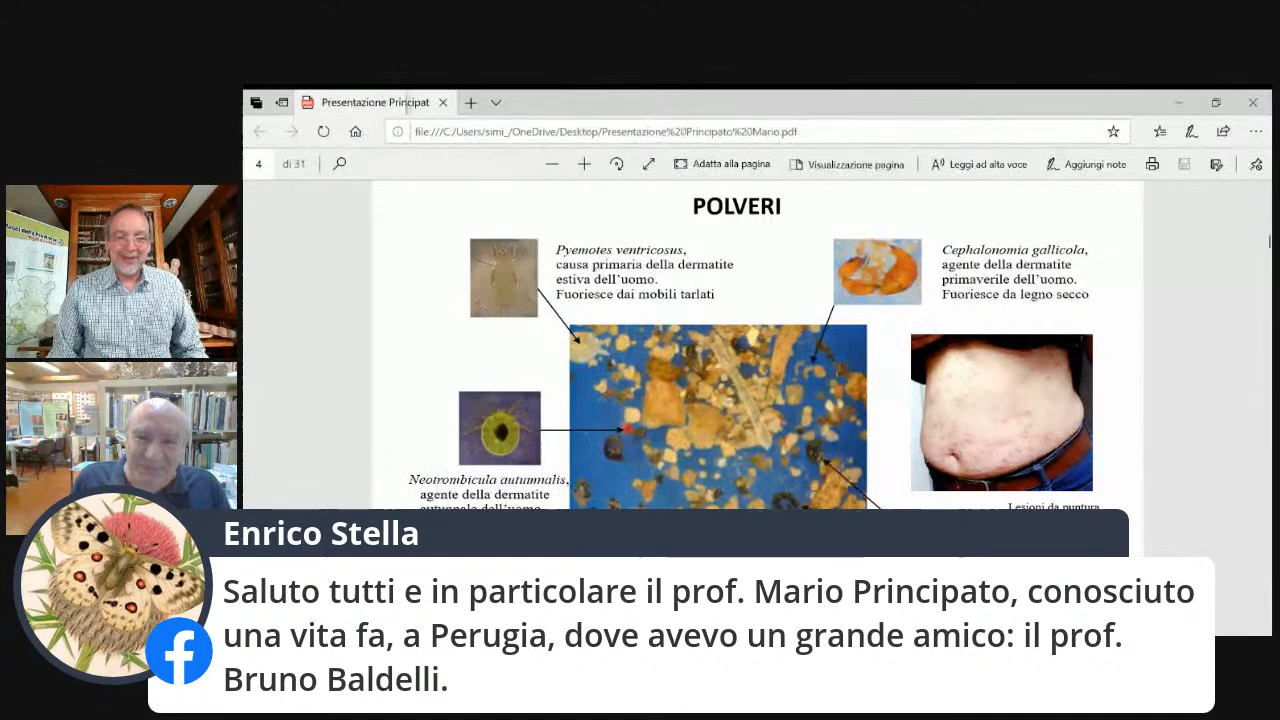 Presentazione Principat
file:///C:/Users/simi_/OneDrive/Desktop/Presentazione%20Principato%20Mario.pdf
4 di 31
Adatta alla pagina
Visualizzazione pagina
Leggi ad alta voce
Aggiungi note
POLVERI
Pyemotes ventricosus,
causa primaria della dermatite
estiva dell'uomo.
Fuoriesce dai mobili tarlati
Cephalonomia gallicola,
agente della dermatite
primaverile dell'uomo.
Fuoriesce da legno secco
Neotrombicula autumnalis,
agente della dermatite
autunnale dell'uomo
Lesioni da puntura
Enrico Stella
Saluto tutti e in particolare il prof. Mario Principato, conosciuto
una vita fa, a Perugia, dove avevo un grande amico: il prof.
Bruno Baldelli.